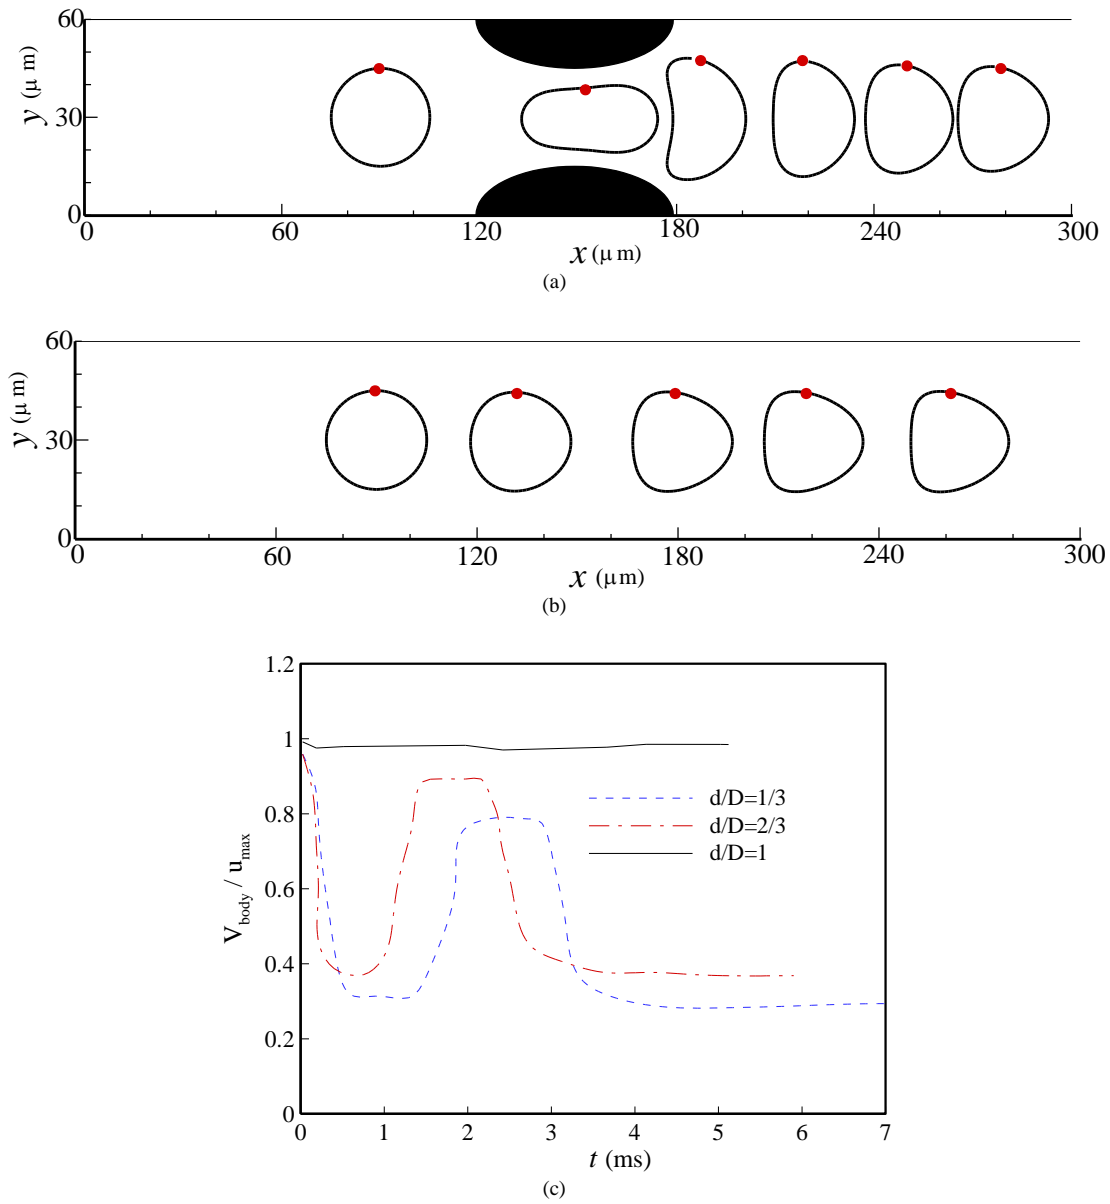 60
30
0
y (μ m)
0 60 120 180 240 300
x (μ m)
(a)
60
30
0
y (μ m)
0 60 120 180 240 300
x (μ m)
(b)
1.2
1
0.8
0.6
0.4
0.2
0
V_body / u_max
d/D=1/3
d/D=2/3
d/D=1
0 1 2 3 4 5 6 7
t (ms)
(c)